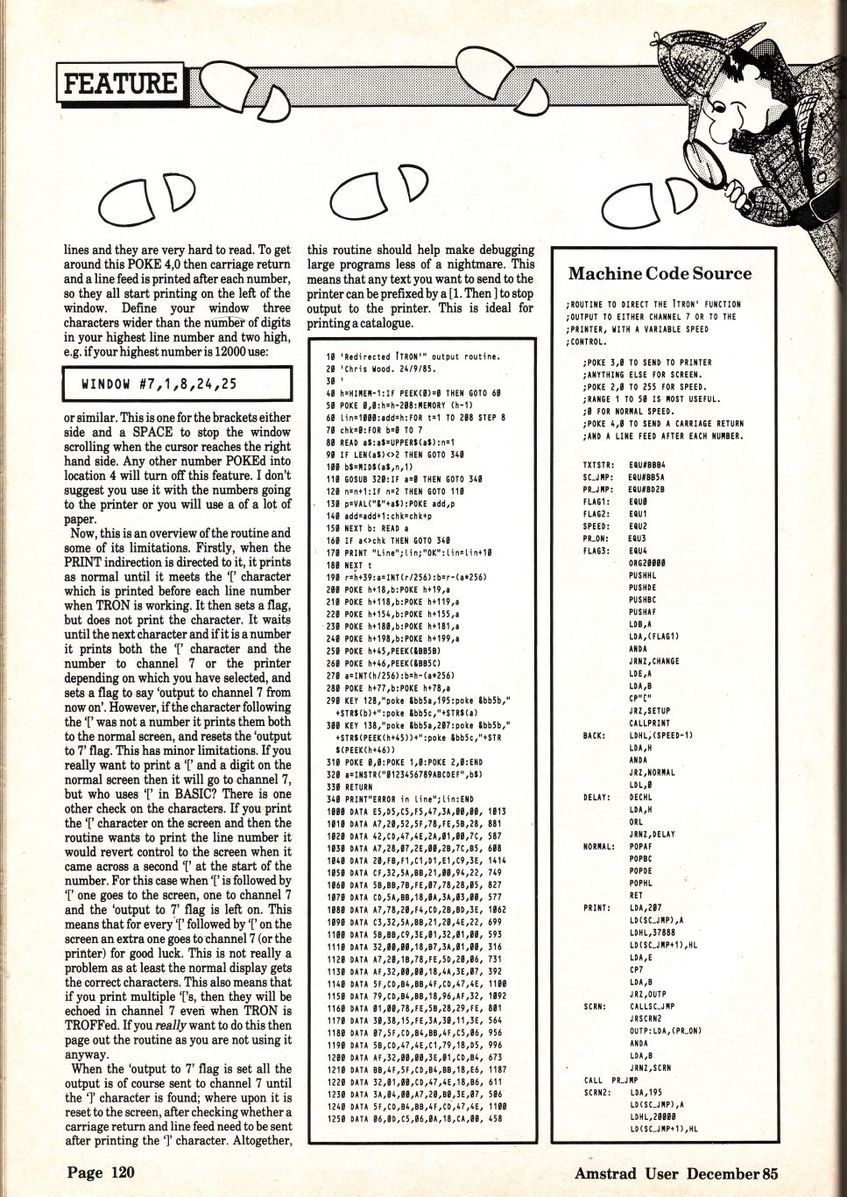 FEATURE
lines and they are very hard to read. To get
around this POKE 4,0 then carriage return
and a line feed is printed after each number,
so they all start printing on the left of the
window. Define your window three
characters wider than the number of digits
in your highest line number and two high,
e.g. if your highest number is 12000 use:
WINDOW #7,1,8,24,25
or similar. This is one for the brackets either
side and a SPACE to stop the window
scrolling when the cursor reaches the right
hand side. Any other number POKEd into
location 4 will turn off this feature. I don't
suggest you use it with the numbers going
to the printer or you will use a of a lot of
paper.
Now, this is an overview of the routine and
some of its limitations. Firstly, when the
PRINT indirection is directed to it, it prints
as normal until it meets the '[' character
which is printed before each line number
when TRON is working. It then sets a flag,
but does not print the character. It waits
until the next character and if it is a number
it prints both the '[' character and the
number to channel 7 or the printer
depending on which you have selected, and
sets a flag to say 'output to channel 7 from
now on'. However, if the character following
the '[' was not a number it prints them both
to the normal screen, and resets the 'output
to 7' flag. This has minor limitations. If you
really want to print a '[' and a digit on the
normal screen then it will go to channel 7,
but who uses '[' in BASIC? There is one
other check on the characters. If you print
the '[' character on the screen and then the
routine wants to print the line number it
would revert control to the screen when it
came across a second '[' at the start of the
number. For this case when '[' is followed by
'[' one goes to the screen, one to channel 7
and the 'output to 7' flag is left on. This
means that for every '[' followed by '[' on the
screen an extra one goes to channel 7 (or the
printer) for good luck. This is not really a
problem as at least the normal display gets
the correct characters. This also means that
if you print multiple '['s, then they will be
echoed in channel 7 even when TRON is
TROFFed. If you really want to do this then
page out the routine as you are not using it
anyway.
When the 'output to 7' flag is set all the
output is of course sent to channel 7 until
the ']' character is found; where upon it is
reset to the screen, after checking whether a
carriage return and line feed need to be sent
after printing the ']' character. Altogether,
this routine should help make debugging
large programs less of a nightmare. This
means that any text you want to send to the
printer can be prefixed by a [1. Then ] to stop
output to the printer. This is ideal for
printing a catalogue.
10 'Redirected ITRON'" output routine.
20 'Chris Wood. 24/9/85.
30 '
40 h=HIMEM-1:IF PEEK(0)=0 THEN GOTO 60
50 POKE 0,0:h=h-208:MEMORY (h-1)
60 lin=1000:add=h:FOR t=1 TO 208 STEP 8
70 chk=0:FOR b=0 TO 7
80 READ a$:a$=UPPER$(a$):n=1
90 IF LEN(a$)<>2 THEN GOTO 340
100 b$=MID$(a$,n,1)
110 GOSUB 320:IF a=0 THEN GOTO 340
120 n=n+1:IF n=2 THEN GOTO 110
130 p=VAL("&"+a$):POKE add,p
140 add=add+1:chk=chk+p
150 NEXT b: READ a
160 IF a<>chk THEN GOTO 340
170 PRINT "Line";lin;"OK":lin=lin+10
180 NEXT t
190 r=h+39:a=INT(r/256):b=r-(a*256)
200 POKE h+18,b:POKE h+19,a
210 POKE h+118,b:POKE h+119,a
220 POKE h+154,b:POKE h+155,a
230 POKE h+180,b:POKE h+181,a
240 POKE h+198,b:POKE h+199,a
250 POKE h+45,PEEK(&BB5B)
260 POKE h+46,PEEK(&BB5C)
270 a=INT(h/256):b=h-(a*256)
280 POKE h+77,b:POKE h+78,a
290 KEY 128,"poke &bb5a,195:poke &bb5b,"
+STR$(b)+":poke &bb5c,"+STR$(a)
300 KEY 138,"poke &bb5a,207:poke &bb5b,"
+STR$(PEEK(h+45))+":poke &bb5c,"+STR
$(PEEK(h+46))
310 POKE 0,0:POKE 1,0:POKE 2,0:END
320 a=INSTR("0123456789ABCDEF",b$)
330 RETURN
340 PRINT"ERROR in line";lin:END
1000 DATA E5,D5,C5,F5,47,3A,00,00, 1013
1010 DATA A7,20,52,5F,78,FE,5B,28, 881
1020 DATA 42,CD,47,4E,2A,01,00,7C, 587
1030 DATA A7,28,07,2E,00,2B,7C,B5, 608
1040 DATA 20,FB,F1,C1,D1,E1,C9,3E, 1414
1050 DATA CF,32,5A,BB,21,00,94,22, 749
1060 DATA 5B,BB,7B,FE,07,78,28,05, 827
1070 DATA CD,5A,BB,18,0A,3A,03,00, 577
1080 DATA A7,78,20,F4,CD,2B,BD,3E, 1062
1090 DATA C3,32,5A,BB,21,20,4E,22, 699
1100 DATA 5B,BB,C9,3E,01,32,01,00, 593
1110 DATA 32,00,00,18,B7,3A,01,00, 316
1120 DATA A7,20,1B,78,FE,5D,20,06, 731
1130 DATA AF,32,00,00,18,4A,3E,07, 392
1140 DATA 5F,CD,B4,BB,4F,CD,47,4E, 1100
1150 DATA 79,CD,B4,BB,18,96,AF,32, 1092
1160 DATA 01,00,78,FE,5B,28,29,FE, 801
1170 DATA 30,38,15,FE,3A,30,11,3E, 564
1180 DATA 07,5F,CD,B4,BB,4F,C5,06, 956
1190 DATA 5B,CD,47,4E,C1,79,18,D5, 996
1200 DATA AF,32,00,00,3E,01,CD,B4, 673
1210 DATA BB,4F,5F,CD,B4,BB,18,E6, 1187
1220 DATA 32,01,00,CD,47,4E,18,B6, 611
1230 DATA 3A,04,00,A7,20,B0,3E,07, 506
1240 DATA 5F,CD,B4,BB,4F,CD,47,4E, 1100
1250 DATA 06,0D,C5,06,0A,18,CA,00, 458
Machine Code Source
;ROUTINE TO DIRECT THE ITRON' FUNCTION
;OUTPUT TO EITHER CHANNEL 7 OR TO THE
;PRINTER, WITH A VARIABLE SPEED
;CONTROL.
;POKE 3,0 TO SEND TO PRINTER
;ANYTHING ELSE FOR SCREEN.
;POKE 2,0 TO 255 FOR SPEED.
;RANGE 1 TO 50 IS MOST USEFUL.
;0 FOR NORMAL SPEED.
;POKE 4,0 TO SEND A CARRIAGE RETURN
;AND A LINE FEED AFTER EACH NUMBER.
TXTSTR: EQU#BBB4
SC_JMP: EQU#BB5A
PR_JMP: EQU#BD2B
FLAG1: EQU0
FLAG2: EQU1
SPEED: EQU2
PR_ON: EQU3
FLAG3: EQU4
ORG20000
PUSHHL
PUSHDE
PUSHBC
PUSHAF
LDB,A
LDA,(FLAG1)
ANDA
JRNZ,CHANGE
LDE,A
LDA,B
CP"["
JRZ,SETUP
CALLPRINT
BACK: LDHL,(SPEED-1)
LDA,H
ANDA
JRZ,NORMAL
LDL,0
DELAY: DECHL
LDA,H
ORL
JRNZ,DELAY
NORMAL: POPAF
POPBC
POPDE
POPHL
RET
PRINT: LDA,207
LD(SC_JMP),A
LDHL,37888
LD(SC_JMP+1),HL
LDA,E
CP7
LDA,B
JRZ,OUTP
SCRN: CALLSC_JMP
JRSCRN2
OUTP:LDA,(PR_ON)
ANDA
LDA,B
JRNZ,SCRN
CALL PR_JMP
SCRN2: LDA,195
LD(SC_JMP),A
LDHL,20000
LD(SC_JMP+1),HL
Page 120
Amstrad User December 85